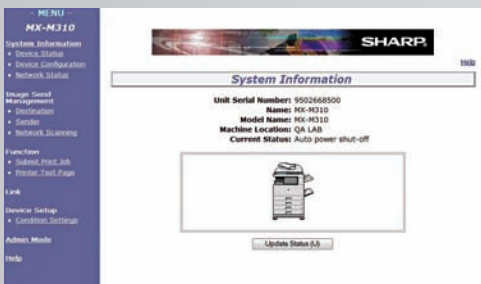 - MENU -
MX-M310
System Information
Device Status
Device Configuration
Network Status
Image Send
Management
Destination
Sender
Network Scanning
Function
Submit Print Job
Printer Test Page
Link
Device Setup
Condition Settings
Admin Mode
Help
SHARP
Help
System Information
Unit Serial Number: 9502668500
Name: MX-M310
Model Name: MX-M310
Machine Location: QA LAB
Current Status: Auto power shut-off
Update Status (U)